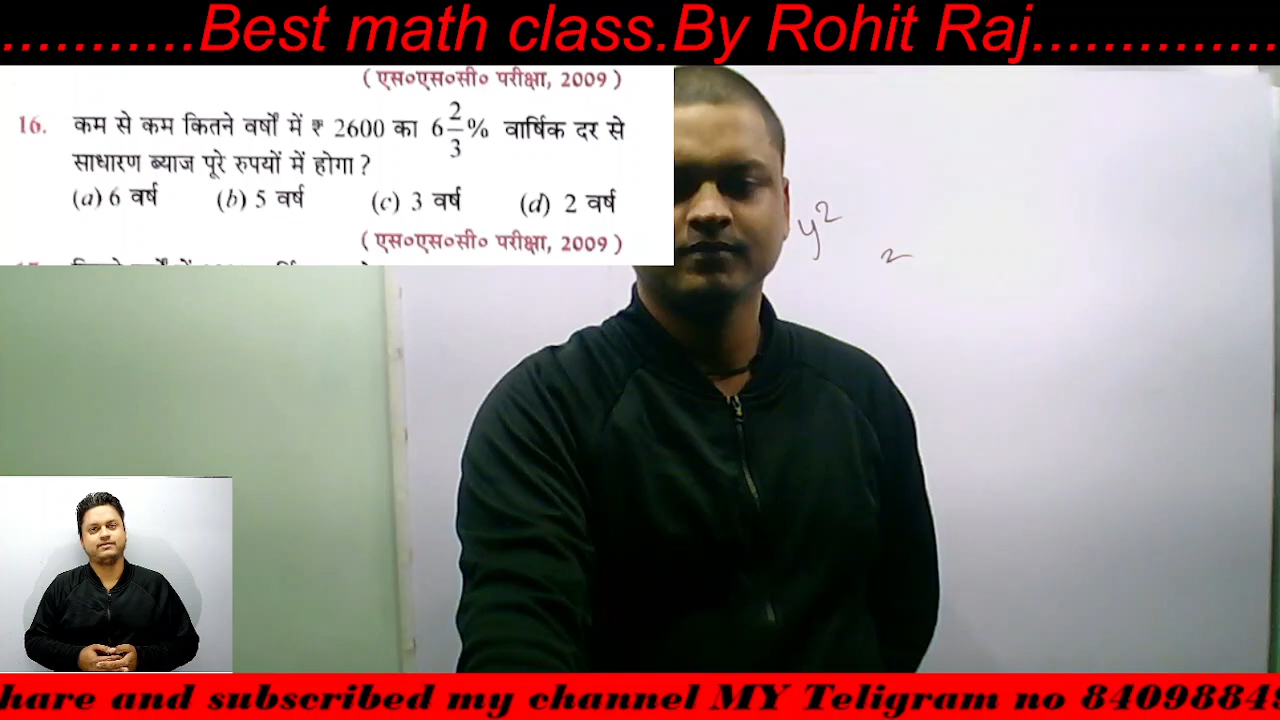 ...........Best math class.By Rohit Raj..............
( एस०एस०सी० परीक्षा, 2009 )
16. कम से कम कितने वर्षों में ₹ 2600 का 6 2/3 % वार्षिक दर से
साधारण ब्याज पूरे रुपयों में होगा ?
(a) 6 वर्ष (b) 5 वर्ष (c) 3 वर्ष (d) 2 वर्ष
( एस०एस०सी० परीक्षा, 2009 )
y²
2
hare and subscribed my channel MY Teligram no 8409884